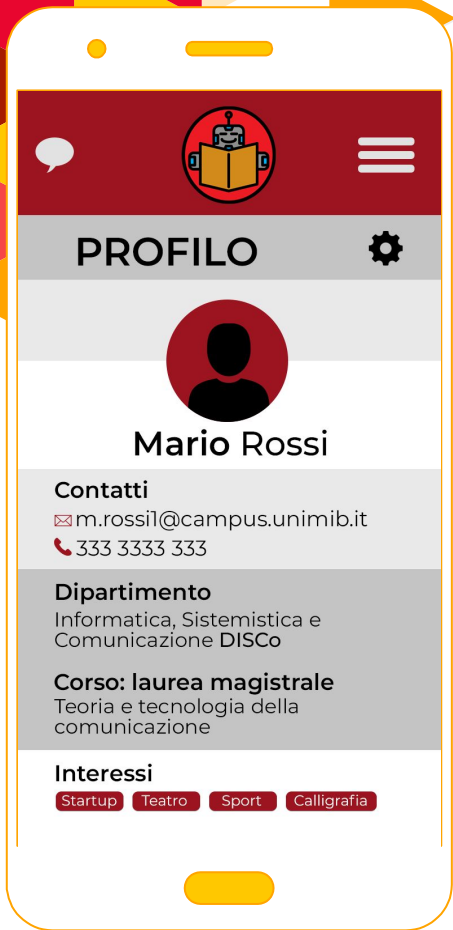 PROFILO
Mario Rossi
Contatti
m.rossi1@campus.unimib.it
333 3333 333
Dipartimento
Informatica, Sistemistica e
Comunicazione DISCo
Corso: laurea magistrale
Teoria e tecnologia della
comunicazione
Interessi
Startup Teatro Sport Calligrafia